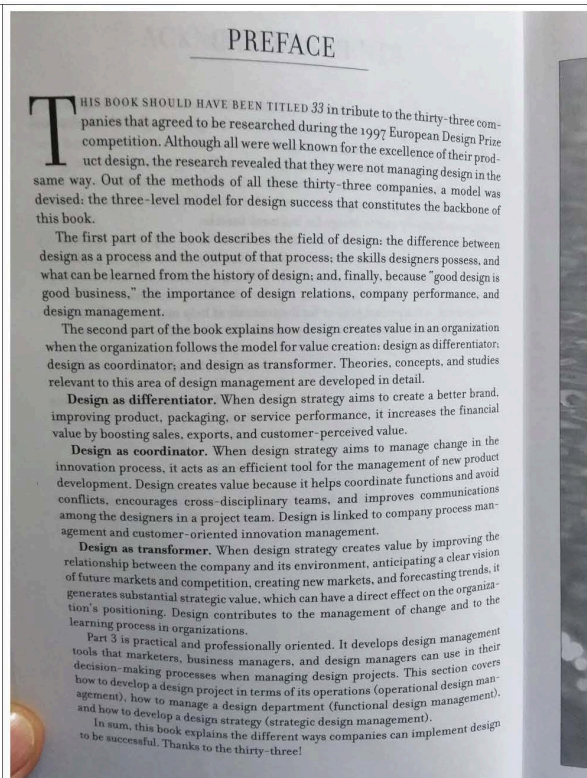 PREFACE
THIS BOOK SHOULD HAVE BEEN TITLED 33 in tribute to the thirty-three com-
panies that agreed to be researched during the 1997 European Design Prize
competition. Although all were well known for the excellence of their prod-
uct design, the research revealed that they were not managing design in the
same way. Out of the methods of all these thirty-three companies, a model was
devised: the three-level model for design success that constitutes the backbone of
this book.
The first part of the book describes the field of design: the difference between
design as a process and the output of that process; the skills designers possess, and
what can be learned from the history of design; and, finally, because "good design is
good business," the importance of design relations, company performance, and
design management.
The second part of the book explains how design creates value in an organization
when the organization follows the model for value creation: design as differentiator;
design as coordinator; and design as transformer. Theories, concepts, and studies
relevant to this area of design management are developed in detail.
Design as differentiator. When design strategy aims to create a better brand,
improving product, packaging, or service performance, it increases the financial
value by boosting sales, exports, and customer-perceived value.
Design as coordinator. When design strategy aims to manage change in the
innovation process, it acts as an efficient tool for the management of new product
development. Design creates value because it helps coordinate functions and avoid
conflicts, encourages cross-disciplinary teams, and improves communications
among the designers in a project team. Design is linked to company process man-
agement and customer-oriented innovation management.
Design as transformer. When design strategy creates value by improving the
relationship between the company and its environment, anticipating a clear vision
of future markets and competition, creating new markets, and forecasting trends, it
generates substantial strategic value, which can have a direct effect on the organiza-
tion's positioning. Design contributes to the management of change and to the
learning process in organizations.
Part 3 is practical and professionally oriented. It develops design management
tools that marketers, business managers, and design managers can use in their
decision-making processes when managing design projects. This section covers
how to develop a design project in terms of its operations (operational design man-
agement), how to manage a design department (functional design management),
and how to develop a design strategy (strategic design management).
In sum, this book explains the different ways companies can implement design
to be successful. Thanks to the thirty-three!